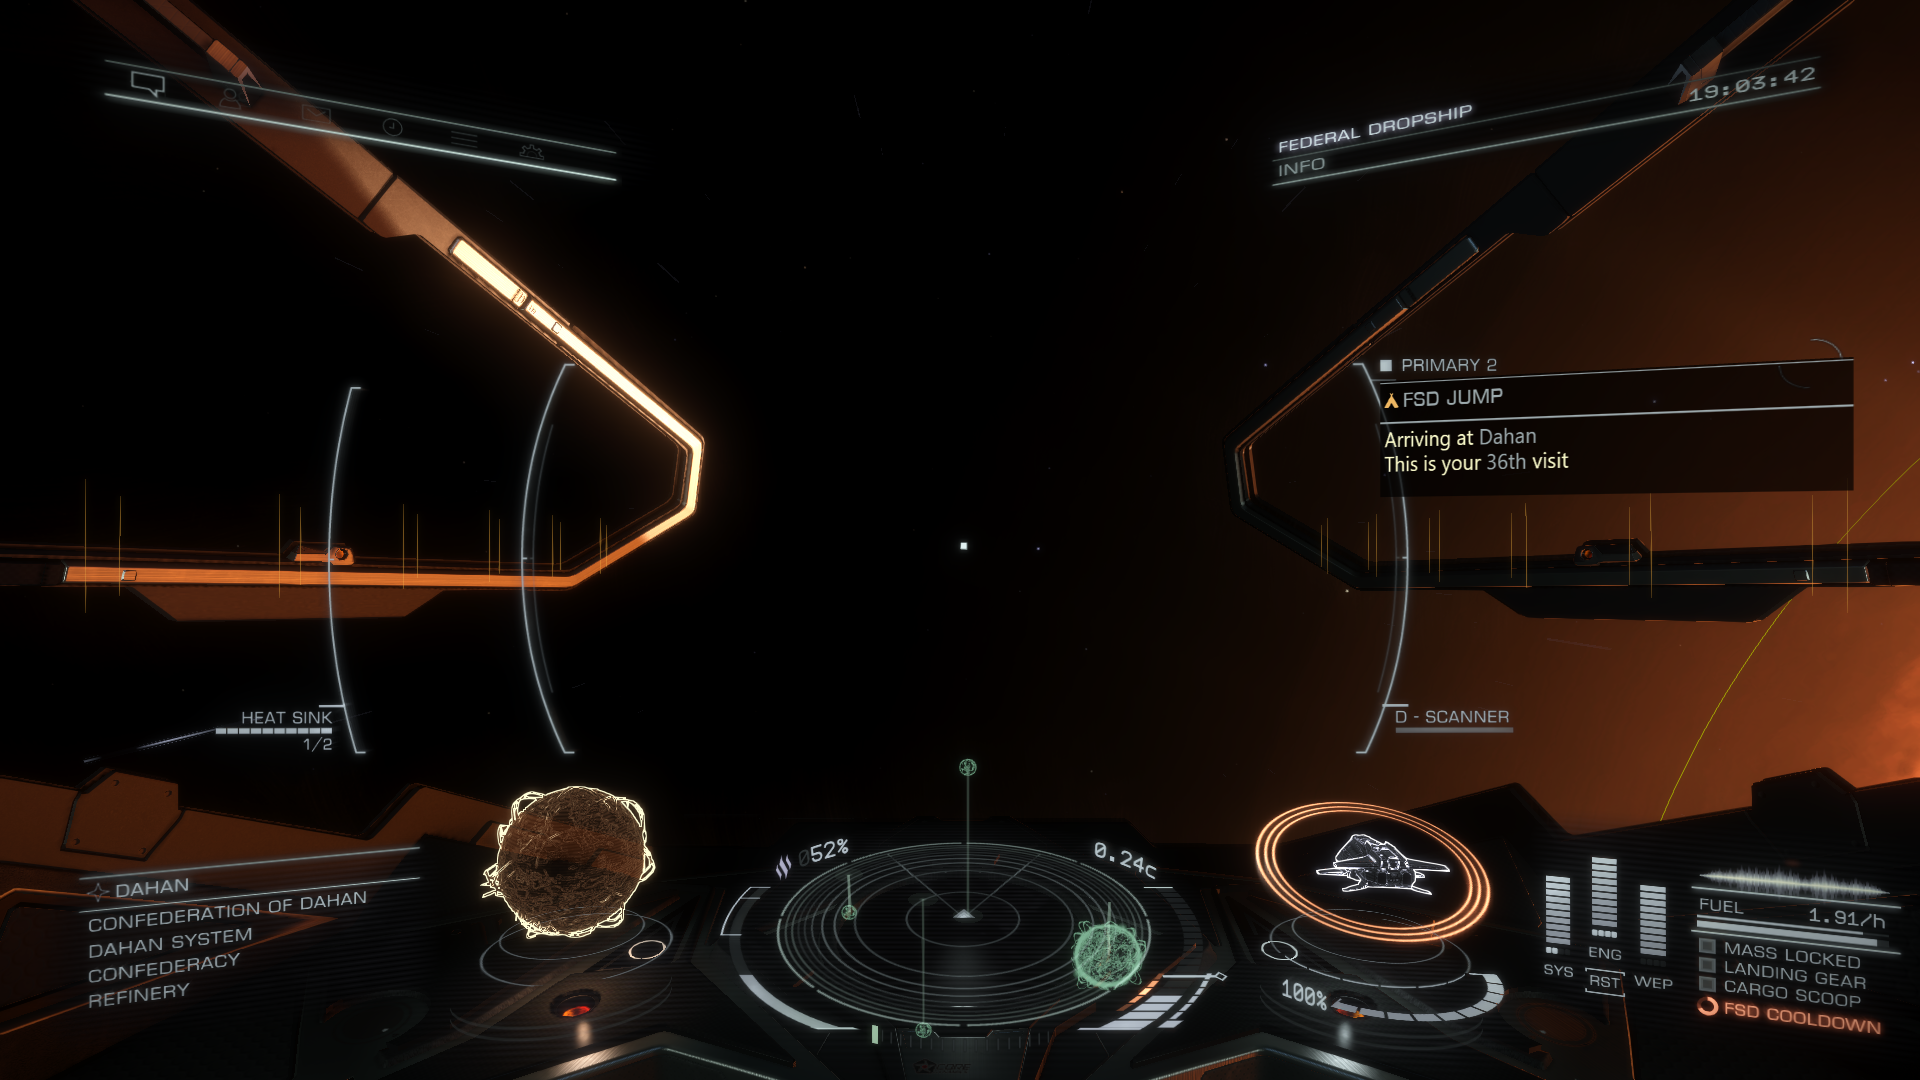 19:03:42
FEDERAL DROPSHIP
INFO
PRIMARY 2
FSD JUMP
Arriving at Dahan
This is your 36th visit
HEAT SINK
1/2
D - SCANNER
052%
0.24c
DAHAN
CONFEDERATION OF DAHAN
DAHAN SYSTEM
CONFEDERACY
REFINERY
100%
SYS
ENG
RST
WEP
FUEL
1.91/h
MASS LOCKED
LANDING GEAR
CARGO SCOOP
FSD COOLDOWN